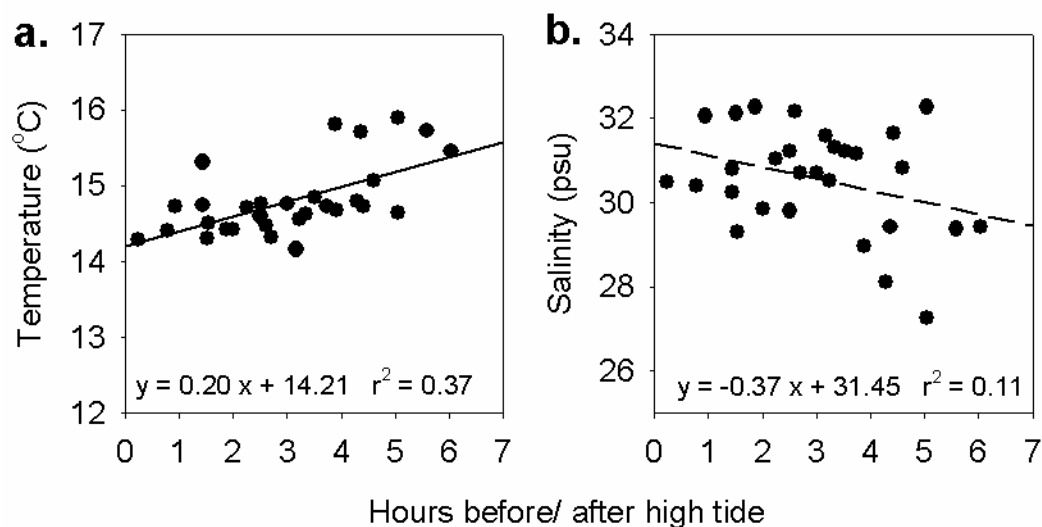 a.
Temperature (°C)
17
16
15
14
13
12
y = 0.20 x + 14.21 r² = 0.37
0 1 2 3 4 5 6 7
b.
Salinity (psu)
34
32
30
28
26
y = -0.37 x + 31.45 r² = 0.11
0 1 2 3 4 5 6 7
Hours before/ after high tide